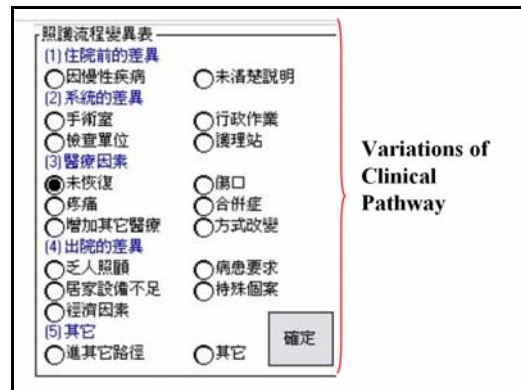 照護流程變異表
(1)住院前的差異
因慢性疾病 未清楚說明
(2)系統的差異
手術室 行政作業
檢查單位 護理站
(3)醫療因素
未恢復 傷口
疼痛 合併症
增加其它醫療 方式改變
(4)出院的差異
乏人照顧 病患要求
居家設備不足 特殊個案
經濟因素
(5)其它
進其它路徑 其它
確定
Variations of
Clinical
Pathway